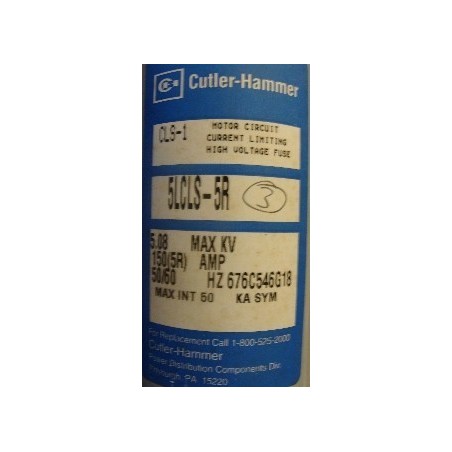 Cutler-Hammer
CLS-1
MOTOR CIRCUIT
CURRENT LIMITING
HIGH VOLTAGE FUSE
5LCLS-5R 3
5.08 MAX KV
150(5R) AMP
50/60 HZ 676C546G18
MAX INT 50 KA SYM
For Replacement Call 1-800-525-2000
Cutler-Hammer
Power Distribution Components Div.
Pittsburgh, PA 15220